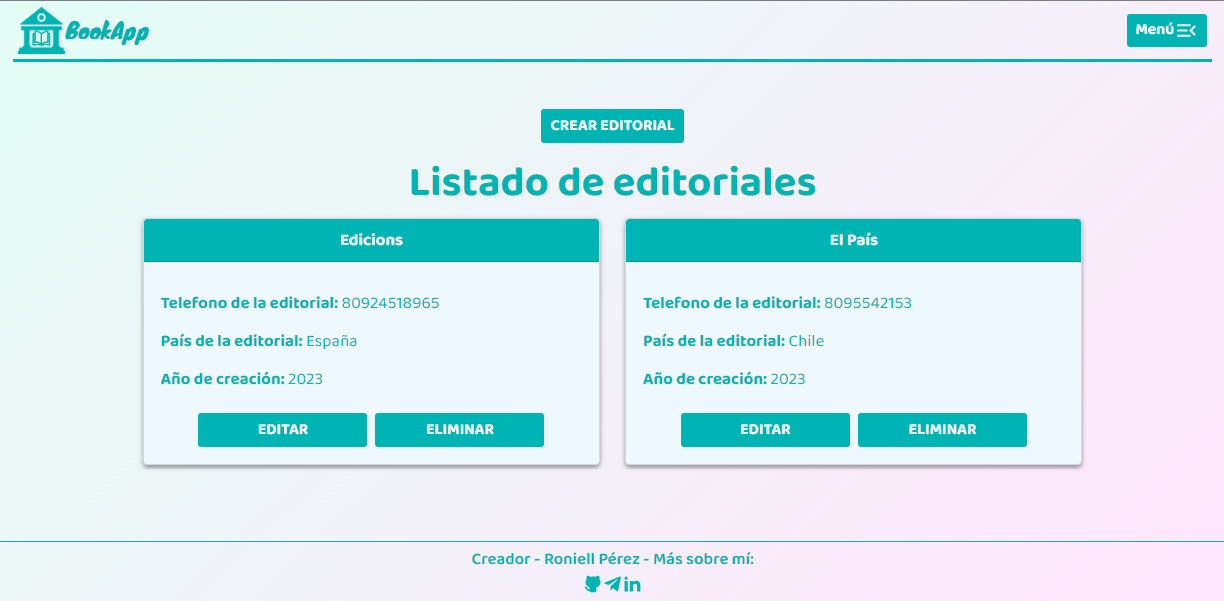 BookApp
Menú
CREAR EDITORIAL
Listado de editoriales
Edicions
Telefono de la editorial: 80924518965
País de la editorial: España
Año de creación: 2023
EDITAR ELIMINAR
El País
Telefono de la editorial: 8095542153
País de la editorial: Chile
Año de creación: 2023
EDITAR ELIMINAR
Creador - Roniell Pérez - Más sobre mí:
in